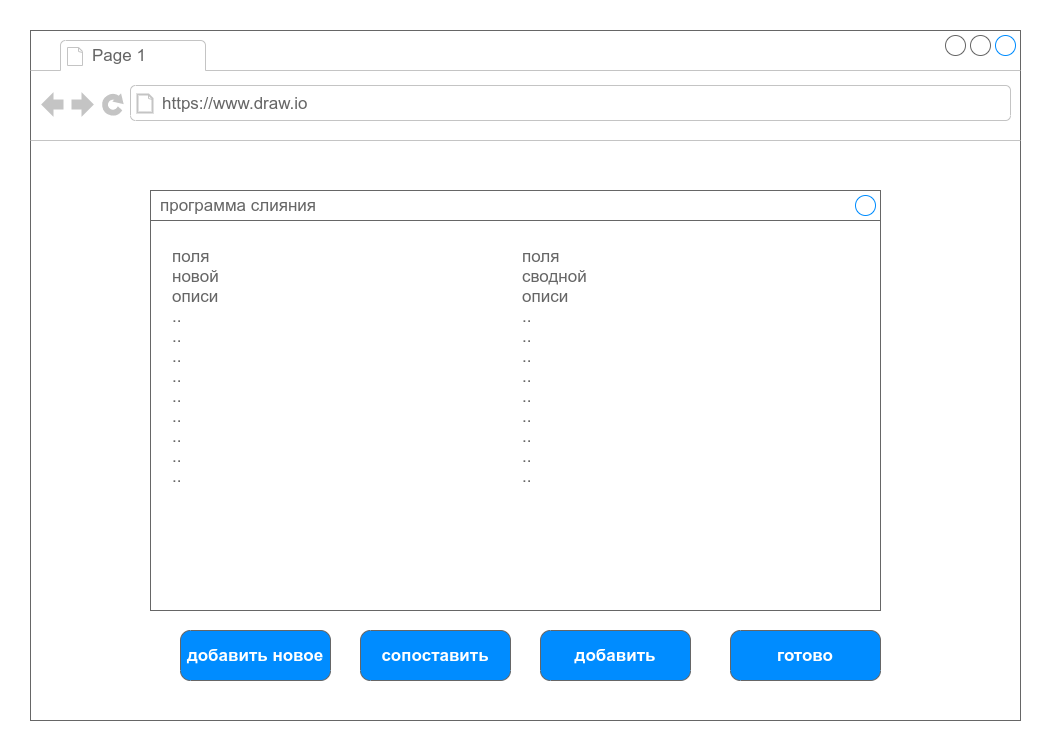 Page 1
https://www.draw.io
программа слияния
поля
новой
описи
..
..
..
..
..
..
..
..
..
поля
сводной
описи
..
..
..
..
..
..
..
..
..
добавить новое
сопоставить
добавить
готово